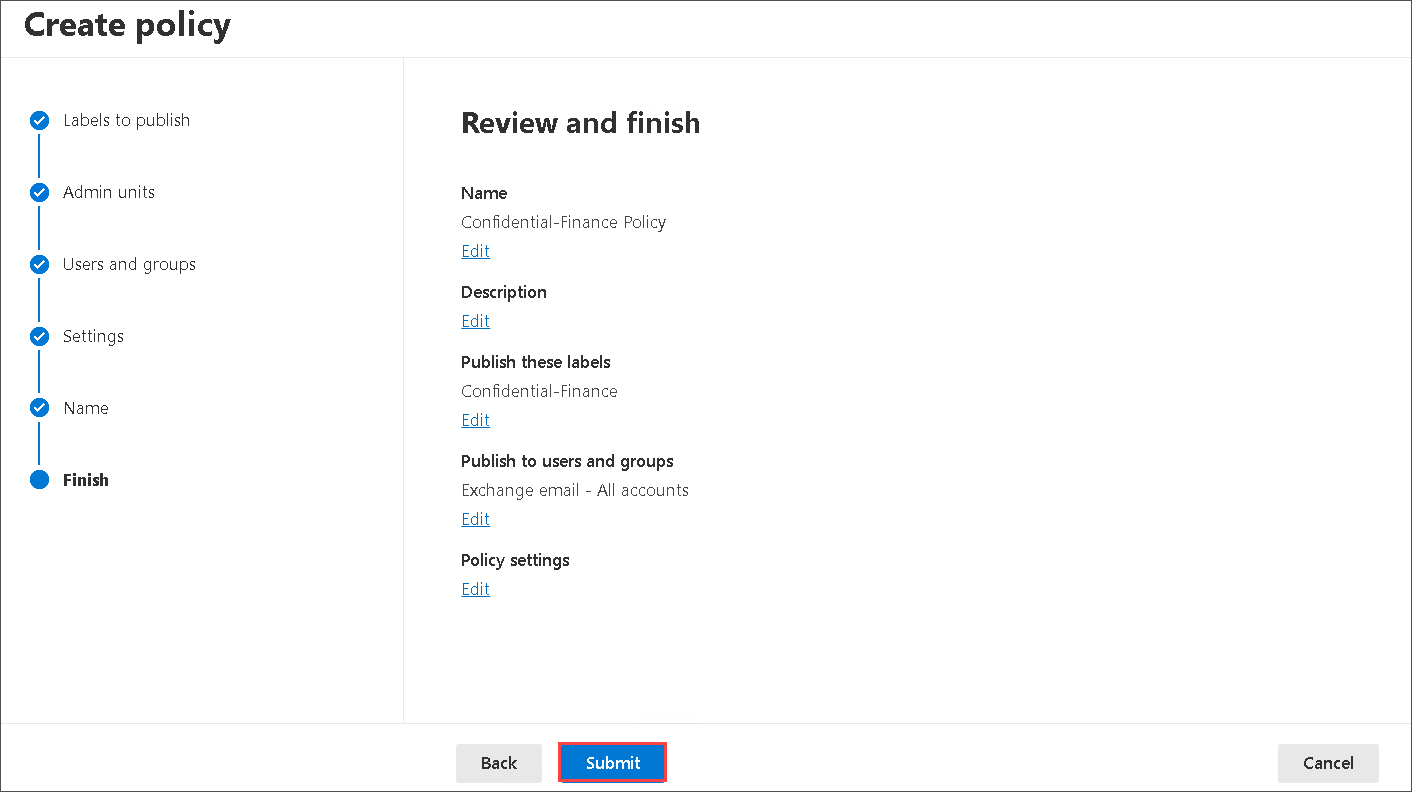 Create policy
Labels to publish
Admin units
Users and groups
Settings
Name
Finish
Review and finish
Name
Confidential-Finance Policy
Edit
Description
Edit
Publish these labels
Confidential-Finance
Edit
Publish to users and groups
Exchange email - All accounts
Edit
Policy settings
Edit
Back
Submit
Cancel